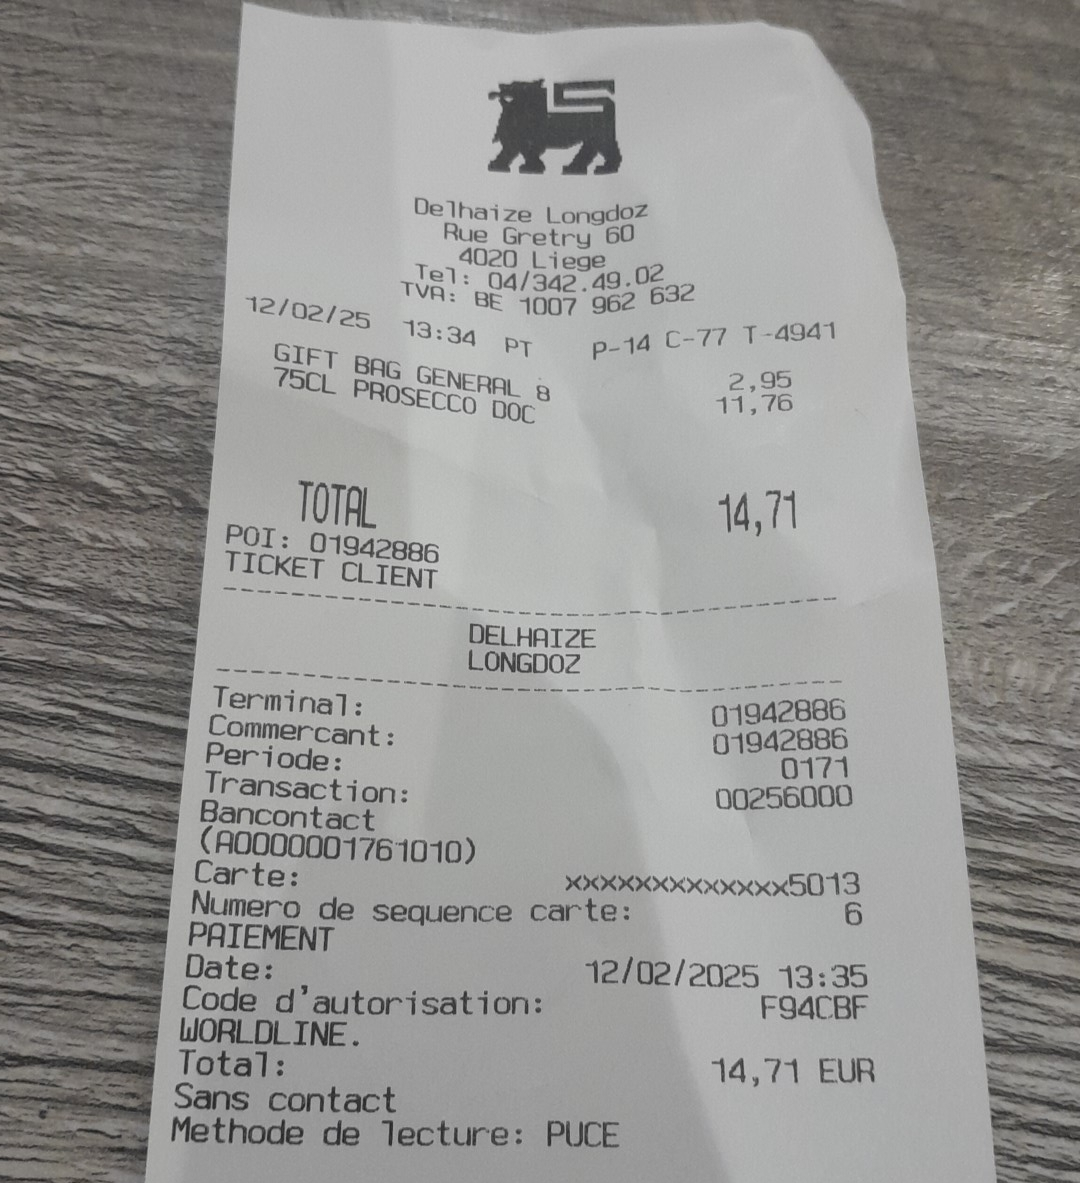 Delhaize Longdoz
Rue Gretry 60
4020 Liege
Tel: 04/342.49.02
TVA: BE 1007 962 632
12/02/25 13:34 PT P-14 C-77 T-4941
GIFT BAG GENERAL 8 2,95
75CL PROSECCO DOC 11,76
TOTAL 14,71
POI: 01942886
TICKET CLIENT
DELHAIZE
LONGDOZ
Terminal: 01942886
Commercant: 01942886
Periode: 0171
Transaction: 00256000
Bancontact
(A0000001761010)
Carte: xxxxxxxxxxxxx5013
Numero de sequence carte: 6
PAIEMENT
Date: 12/02/2025 13:35
Code d'autorisation: F94CBF
WORLDLINE.
Total: 14,71 EUR
Sans contact
Methode de lecture: PUCE